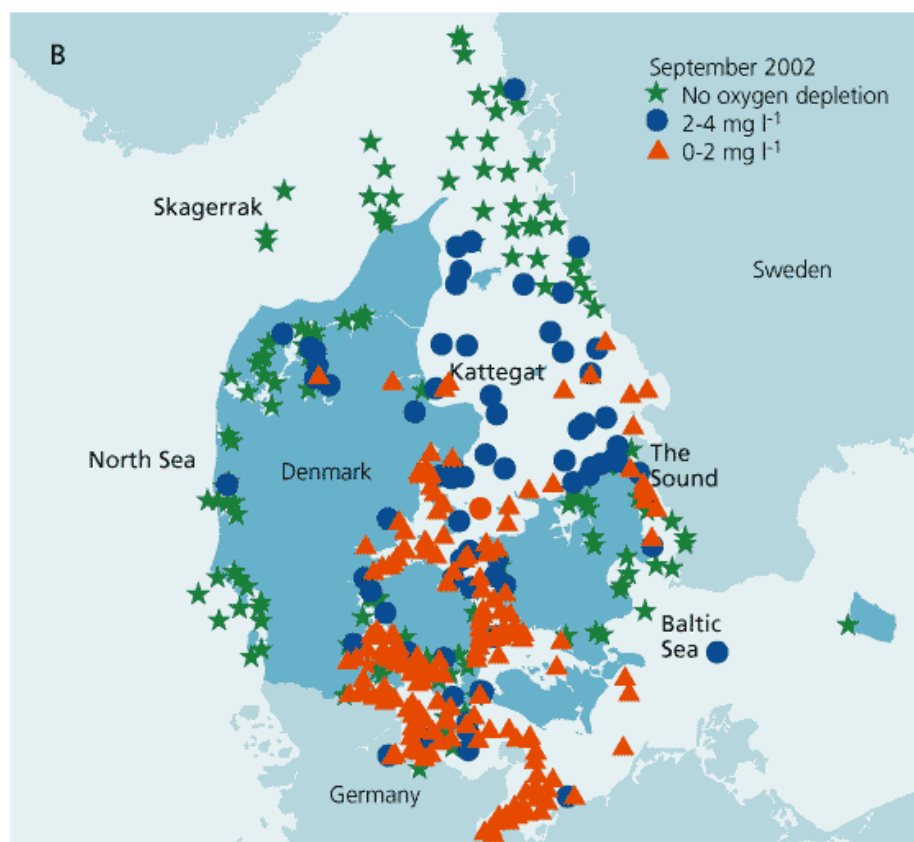 B
September 2002
No oxygen depletion
2-4 mg l-1
0-2 mg l-1
Skagerrak
Sweden
Kattegat
North Sea
Denmark
The
Sound
Baltic
Sea
Germany